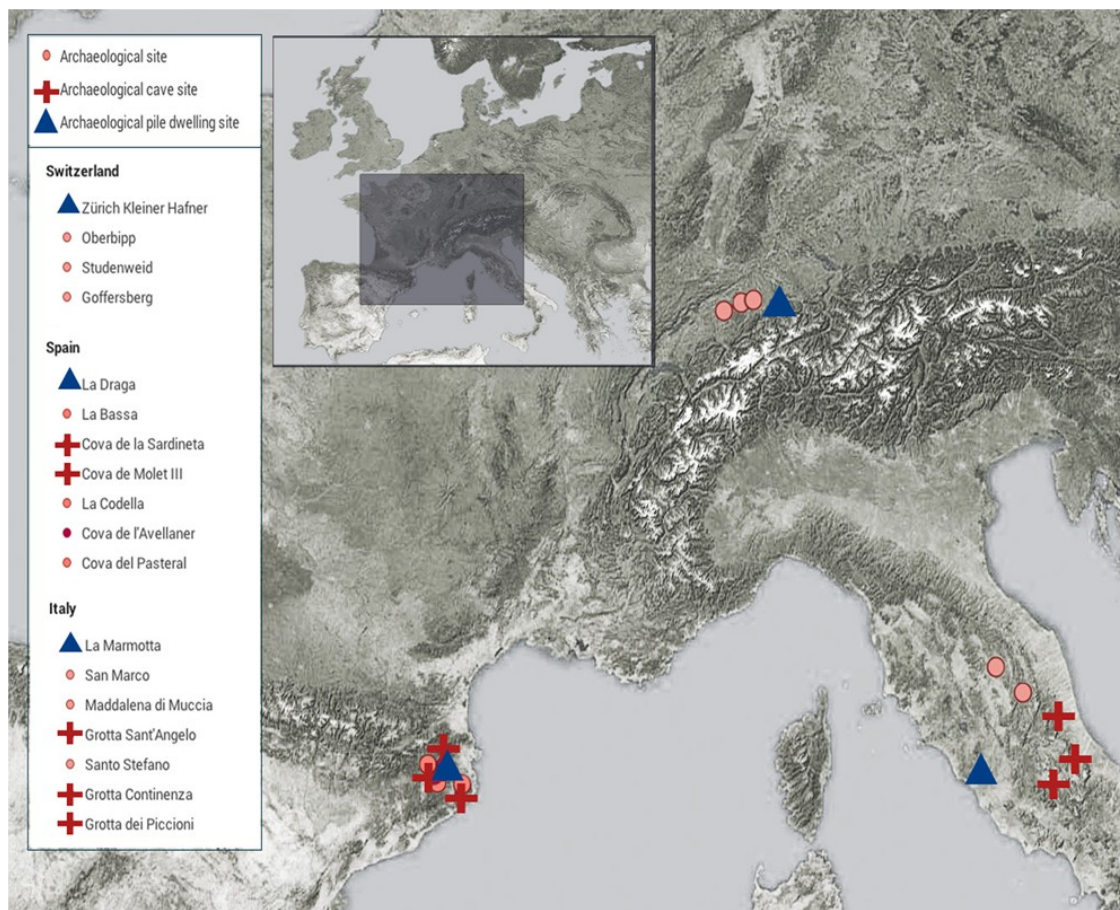 Archaeological site
Archaeological cave site
Archaeological pile dwelling site
Switzerland
Zürich Kleiner Hafner
Oberbipp
Studenweid
Goffersberg
Spain
La Draga
La Bassa
Cova de la Sardineta
Cova de Molet III
La Codella
Cova de l'Avellaner
Cova del Pasteral
Italy
La Marmotta
San Marco
Maddalena di Muccia
Grotta Sant'Angelo
Santo Stefano
Grotta Continenza
Grotta dei Piccioni